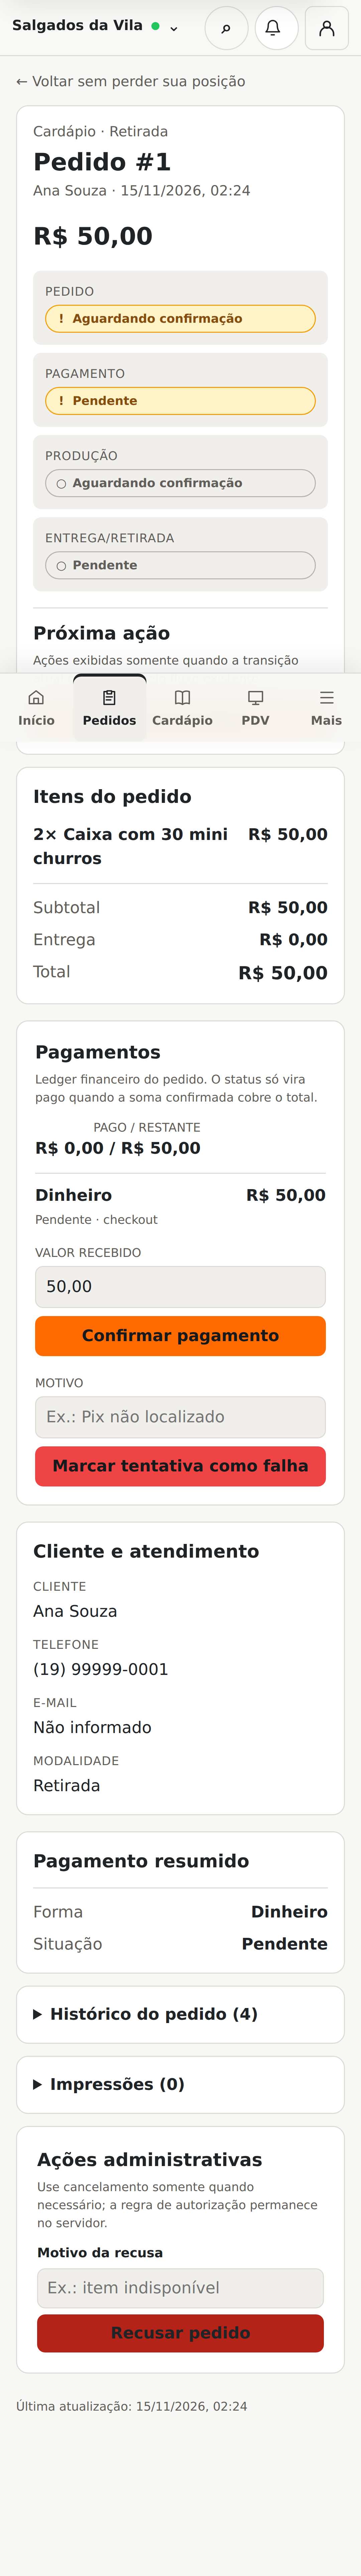 Salgados da Vila
← Voltar sem perder sua posição
Cardápio · Retirada
Pedido #1
Ana Souza · 15/11/2026, 02:24
R$ 50,00
PEDIDO
! Aguardando confirmação
PAGAMENTO
! Pendente
PRODUÇÃO
○ Aguardando confirmação
ENTREGA/RETIRADA
○ Pendente
Próxima ação
Ações exibidas somente quando a transição
Início Pedidos Cardápio PDV Mais
Itens do pedido
2× Caixa com 30 mini R$ 50,00
churros
Subtotal R$ 50,00
Entrega R$ 0,00
Total R$ 50,00
Pagamentos
Ledger financeiro do pedido. O status só vira
pago quando a soma confirmada cobre o total.
PAGO / RESTANTE
R$ 0,00 / R$ 50,00
Dinheiro R$ 50,00
Pendente · checkout
VALOR RECEBIDO
50,00
Confirmar pagamento
MOTIVO
Ex.: Pix não localizado
Marcar tentativa como falha
Cliente e atendimento
CLIENTE
Ana Souza
TELEFONE
(19) 99999-0001
E-MAIL
Não informado
MODALIDADE
Retirada
Pagamento resumido
Forma Dinheiro
Situação Pendente
▶ Histórico do pedido (4)
▶ Impressões (0)
Ações administrativas
Use cancelamento somente quando
necessário; a regra de autorização permanece
no servidor.
Motivo da recusa
Ex.: item indisponível
Recusar pedido
Última atualização: 15/11/2026, 02:24